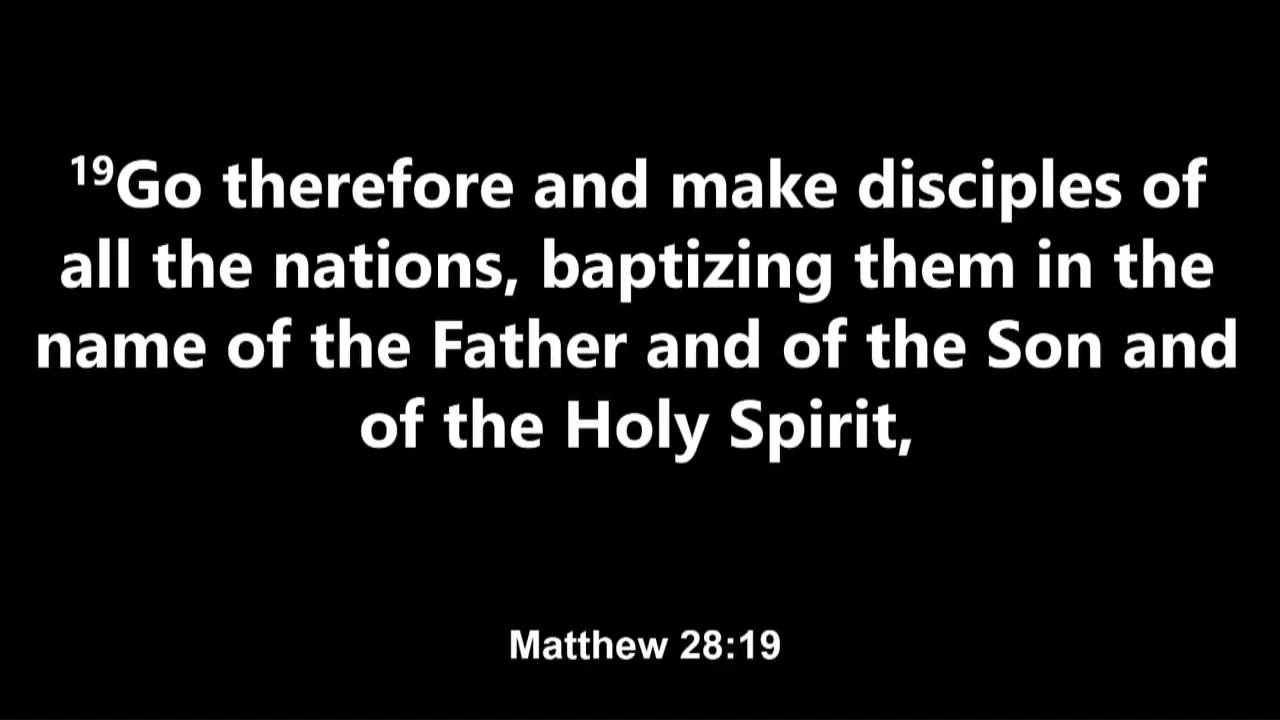 ¹⁹Go therefore and make disciples of
all the nations, baptizing them in the
name of the Father and of the Son and
of the Holy Spirit,
Matthew 28:19